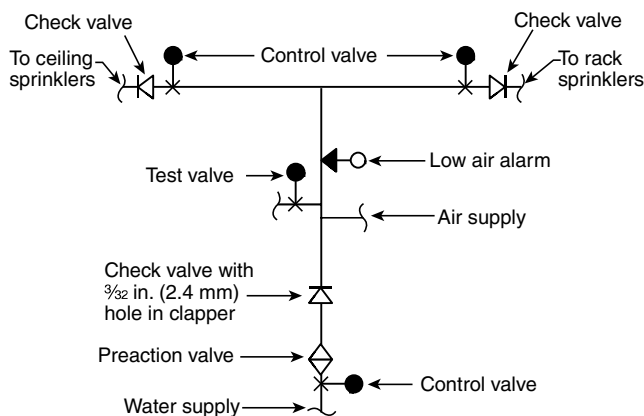 Check valve
Control valve
Check valve
To ceiling
sprinklers
To rack
sprinklers
Low air alarm
Test valve
Air supply
Check valve with
3⁄32 in. (2.4 mm)
hole in clapper
Preaction valve
Control valve
Water supply